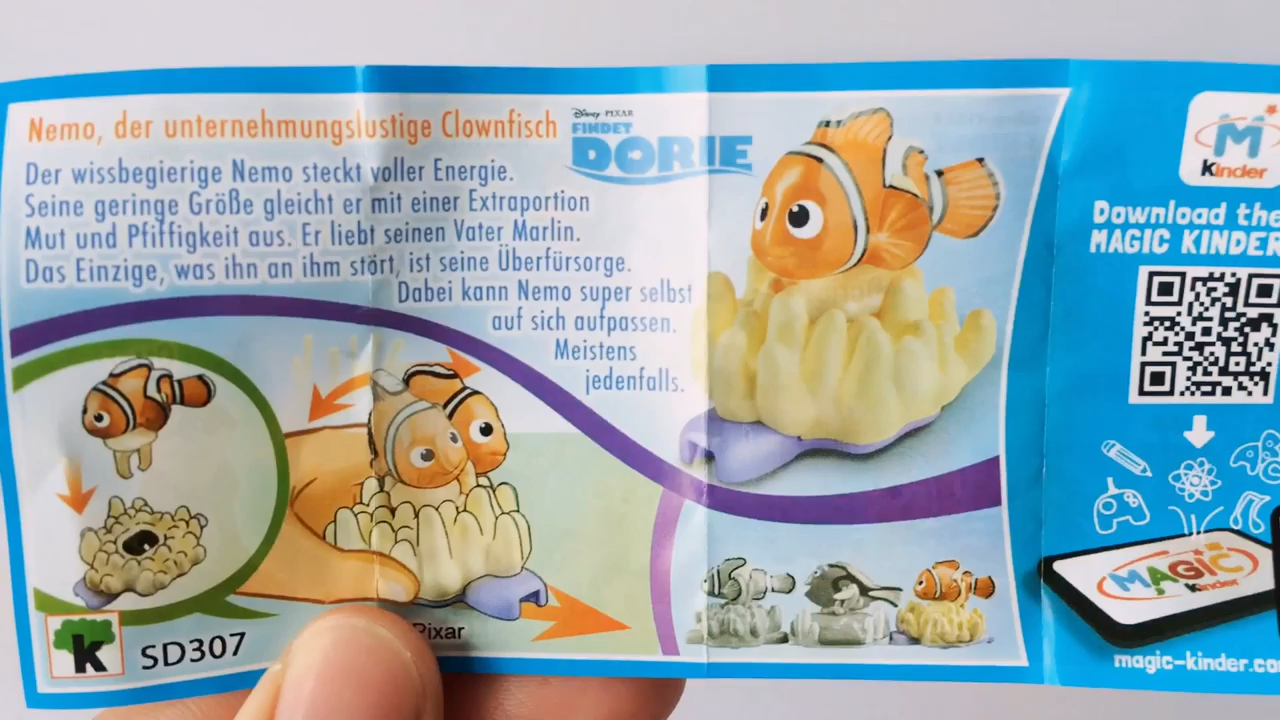 Nemo, der unternehmungslustige Clownfisch
Der wissbegierige Nemo steckt voller Energie.
Seine geringe Größe gleicht er mit einer Extraportion
Mut und Pfiffigkeit aus. Er liebt seinen Vater Marlin.
Das Einzige, was ihn an ihm stört, ist seine Überfürsorge.
Dabei kann Nemo super selbst
auf sich aufpassen.
Meistens
jedenfalls.
Disney PIXAR
FINDET
DORIE
K
SD307
Pixar
M
Kinder
Download the
MAGIC KINDER
MAGIC
Kinder
magic-kinder.co